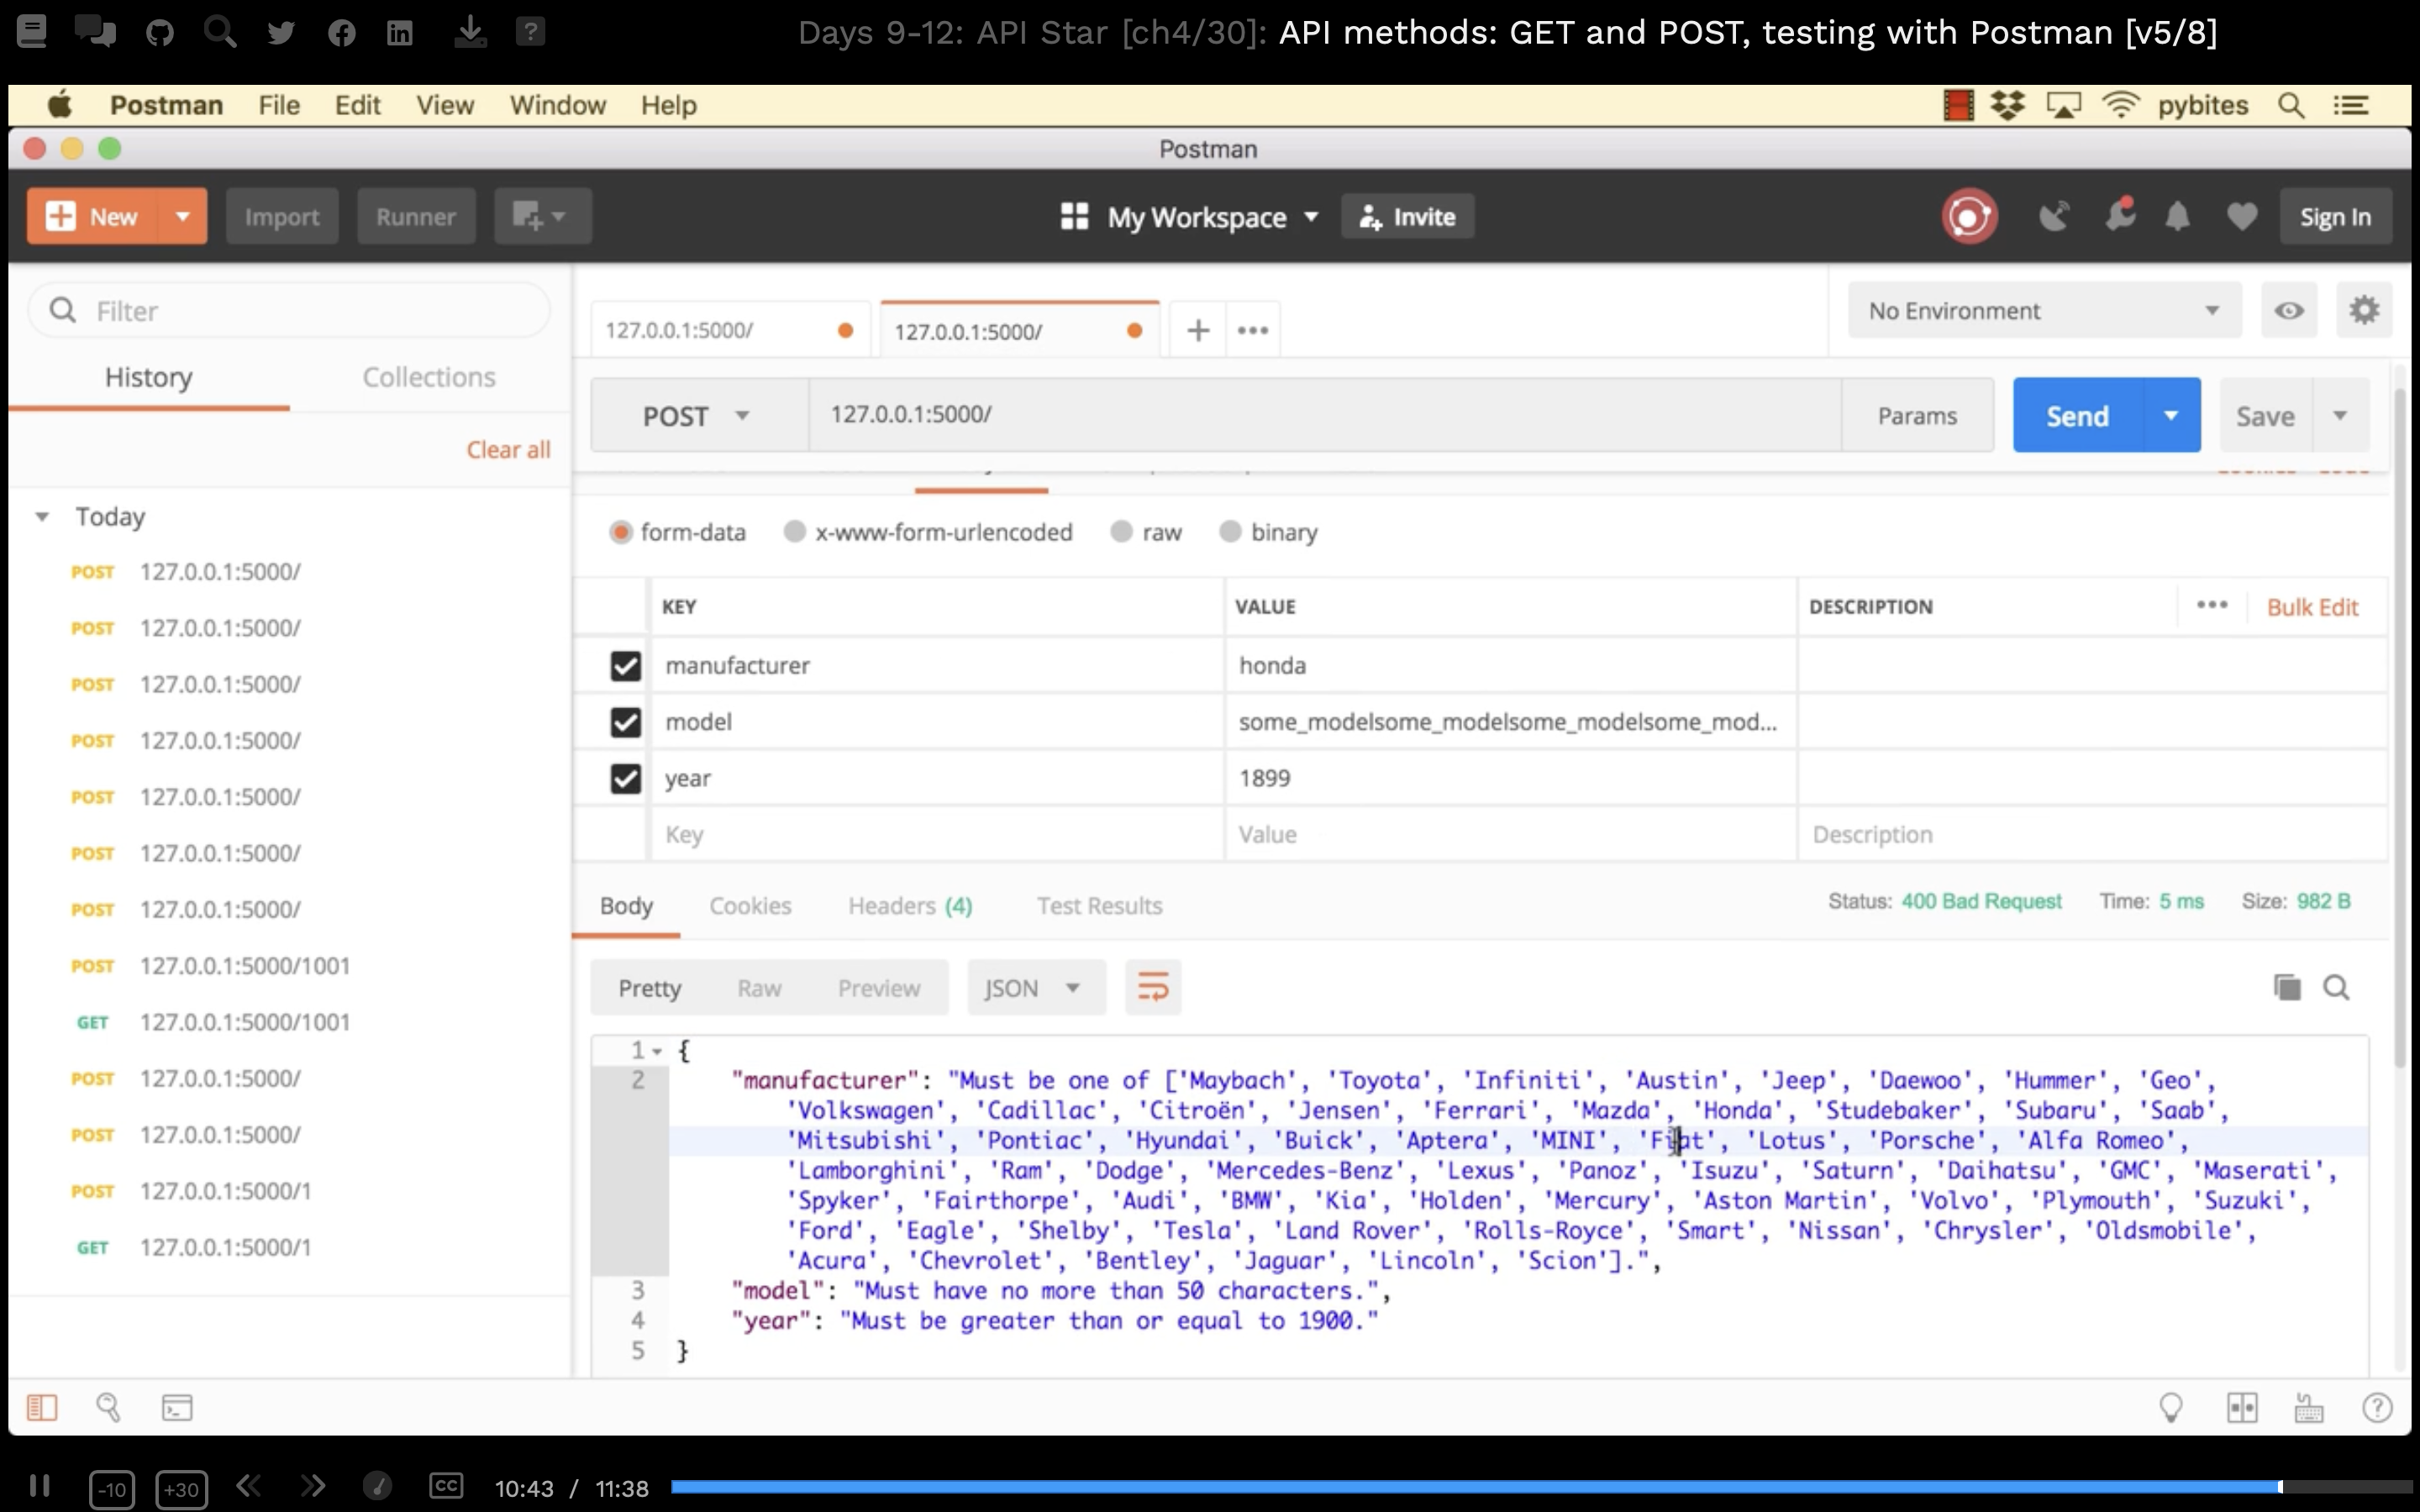 Days 9-12: API Star [ch4/30]: API methods: GET and POST, testing with Postman [v5/8]
Postman File Edit View Window Help pybites
Postman
New Import Runner My Workspace Invite Sign In
Filter
History Collections
Clear all
Today
POST 127.0.0.1:5000/
POST 127.0.0.1:5000/
POST 127.0.0.1:5000/
POST 127.0.0.1:5000/
POST 127.0.0.1:5000/
POST 127.0.0.1:5000/
POST 127.0.0.1:5000/
POST 127.0.0.1:5000/1001
GET 127.0.0.1:5000/1001
POST 127.0.0.1:5000/
POST 127.0.0.1:5000/
POST 127.0.0.1:5000/1
GET 127.0.0.1:5000/1
127.0.0.1:5000/ 127.0.0.1:5000/ No Environment
POST 127.0.0.1:5000/ Params Send Save
form-data x-www-form-urlencoded raw binary
KEY VALUE DESCRIPTION Bulk Edit
manufacturer honda
model some_modelsome_modelsome_modelsome_mod...
year 1899
Key Value Description
Body Cookies Headers (4) Test Results Status: 400 Bad Request Time: 5 ms Size: 982 B
Pretty Raw Preview JSON
1 {
2 "manufacturer": "Must be one of ['Maybach', 'Toyota', 'Infiniti', 'Austin', 'Jeep', 'Daewoo', 'Hummer', 'Geo',
'Volkswagen', 'Cadillac', 'Citroën', 'Jensen', 'Ferrari', 'Mazda', 'Honda', 'Studebaker', 'Subaru', 'Saab',
'Mitsubishi', 'Pontiac', 'Hyundai', 'Buick', 'Aptera', 'MINI', 'Fiat', 'Lotus', 'Porsche', 'Alfa Romeo',
'Lamborghini', 'Ram', 'Dodge', 'Mercedes-Benz', 'Lexus', 'Panoz', 'Isuzu', 'Saturn', 'Daihatsu', 'GMC', 'Maserati',
'Spyker', 'Fairthorpe', 'Audi', 'BMW', 'Kia', 'Holden', 'Mercury', 'Aston Martin', 'Volvo', 'Plymouth', 'Suzuki',
'Ford', 'Eagle', 'Shelby', 'Tesla', 'Land Rover', 'Rolls-Royce', 'Smart', 'Nissan', 'Chrysler', 'Oldsmobile',
'Acura', 'Chevrolet', 'Bentley', 'Jaguar', 'Lincoln', 'Scion'].",
3 "model": "Must have no more than 50 characters.",
4 "year": "Must be greater than or equal to 1900."
5 }
-10 +30 CC 10:43 / 11:38